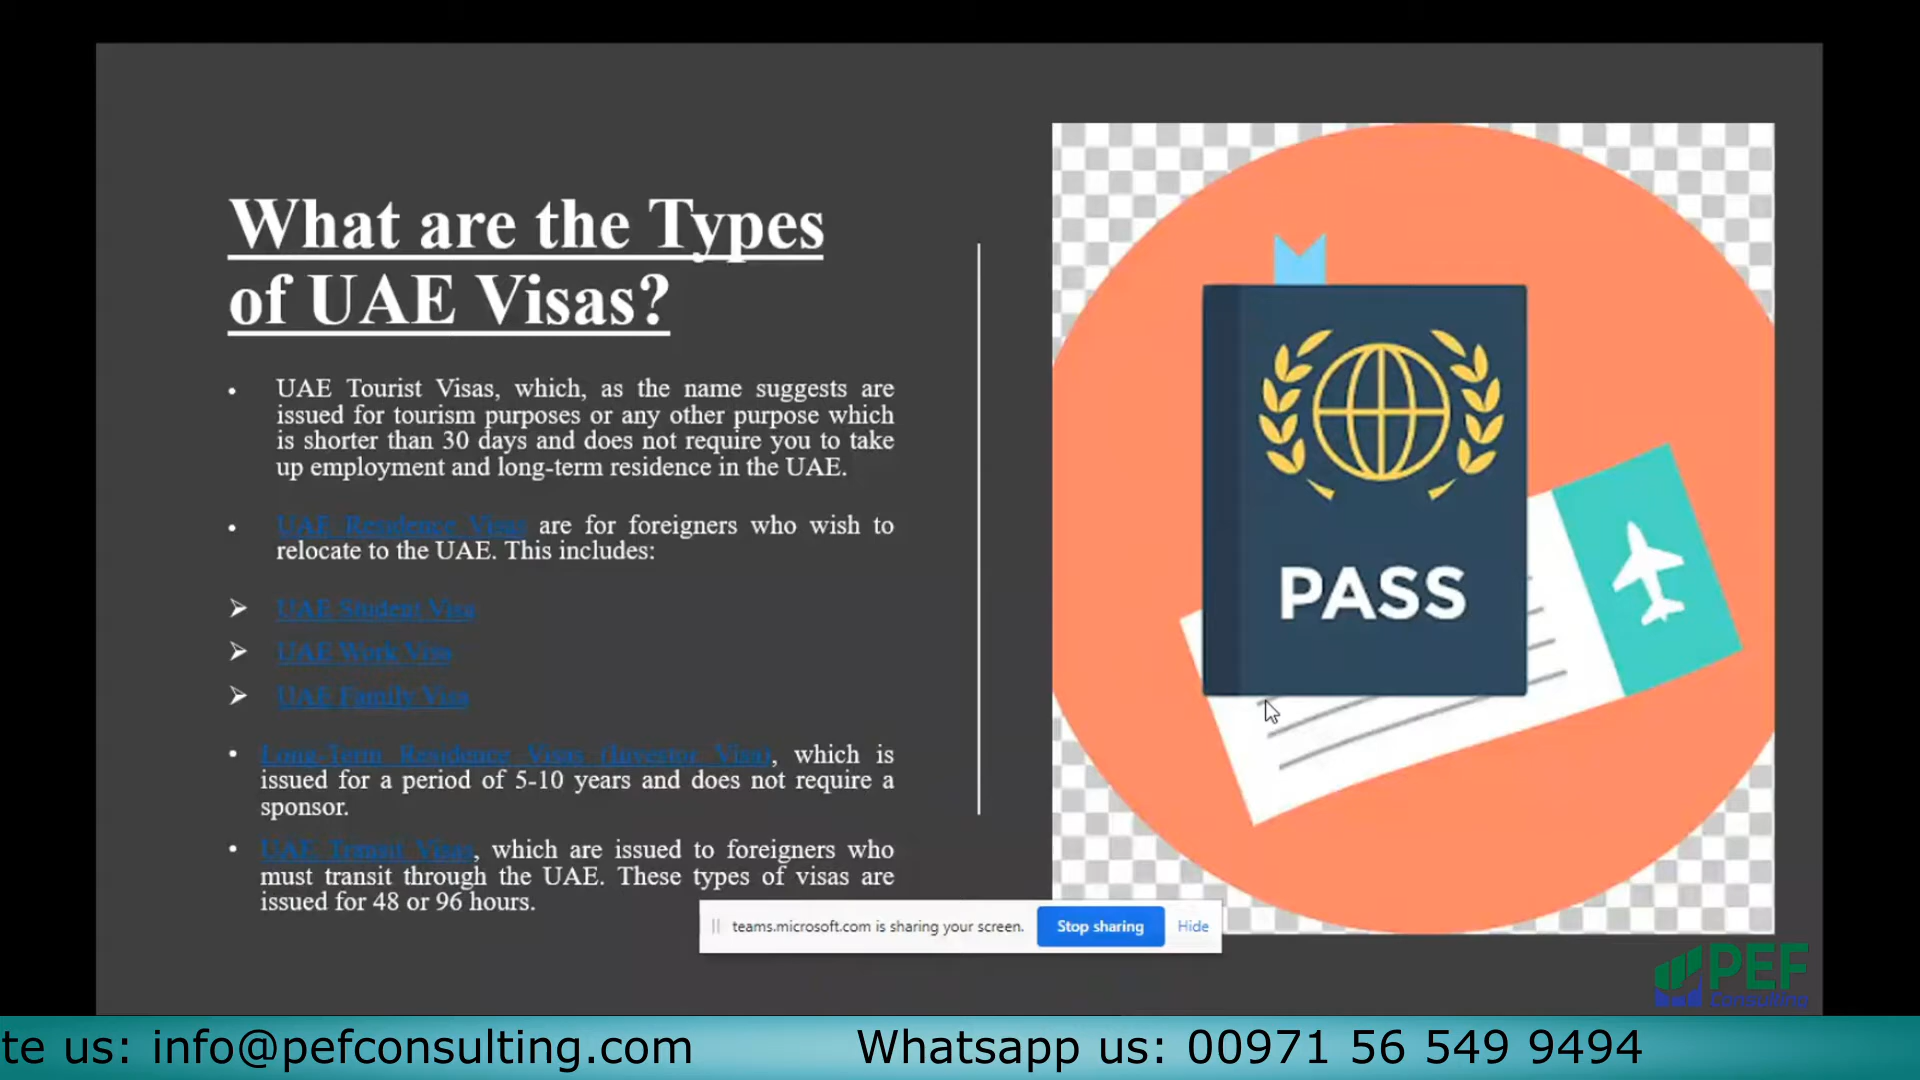 What are the Types
of UAE Visas?
• UAE Tourist Visas, which, as the name suggests are
issued for tourism purposes or any other purpose which
is shorter than 30 days and does not require you to take
up employment and long-term residence in the UAE.
• UAE Residence Visas are for foreigners who wish to
relocate to the UAE. This includes:
➢ UAE Student Visa
➢ UAE Work Visa
➢ UAE Family Visa
• Long-Term Residence Visas (Investor Visa), which is
issued for a period of 5-10 years and does not require a
sponsor.
• UAE Transit Visas, which are issued to foreigners who
must transit through the UAE. These types of visas are
issued for 48 or 96 hours.
PASS
teams.microsoft.com is sharing your screen. Stop sharing Hide
PEF
Consulting
te us: info@pefconsulting.com Whatsapp us: 00971 56 549 9494